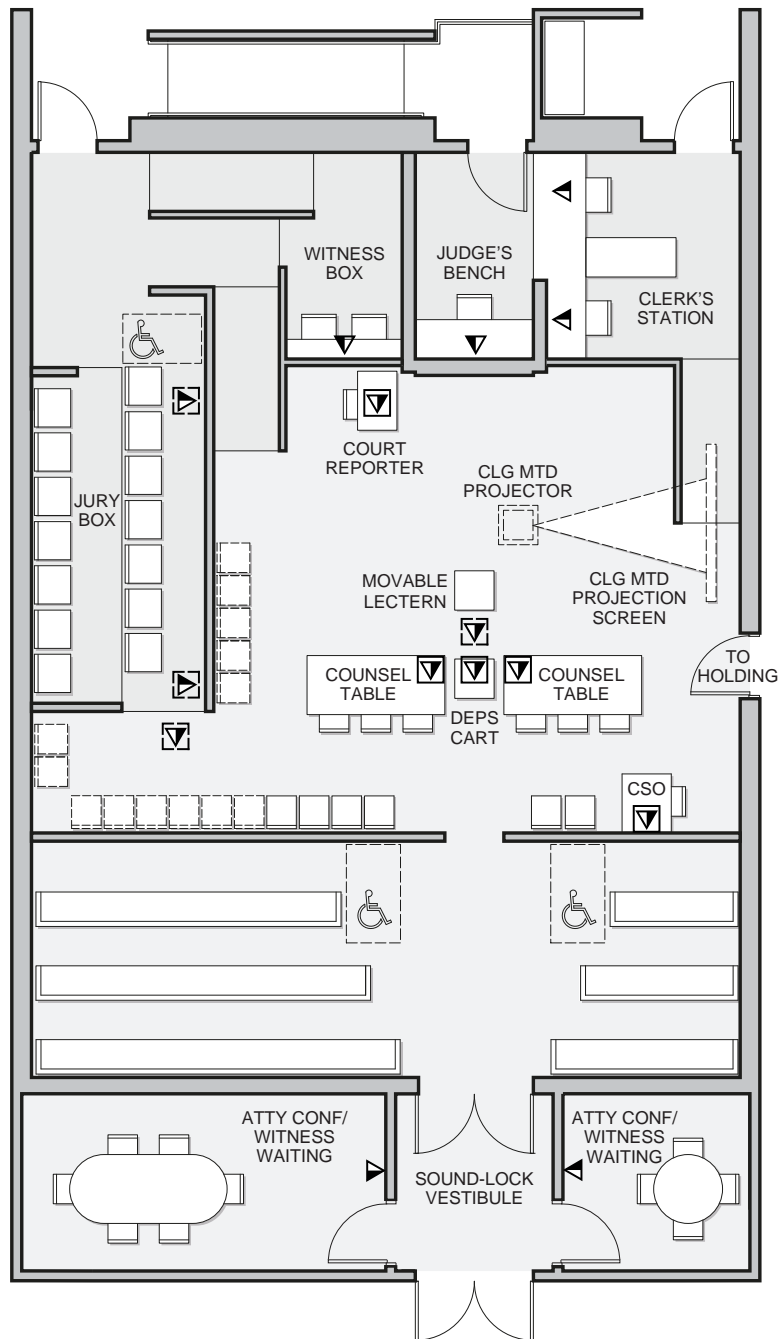 WITNESS
BOX
JUDGE'S
BENCH
CLERK'S
STATION
COURT
REPORTER
JURY
BOX
CLG MTD
PROJECTOR
MOVABLE
LECTERN
CLG MTD
PROJECTION
SCREEN
TO
HOLDING
COUNSEL
TABLE
COUNSEL
TABLE
DEPS
CART
CSO
ATTY CONF/
WITNESS
WAITING
ATTY CONF/
WITNESS
WAITING
SOUND-LOCK
VESTIBULE